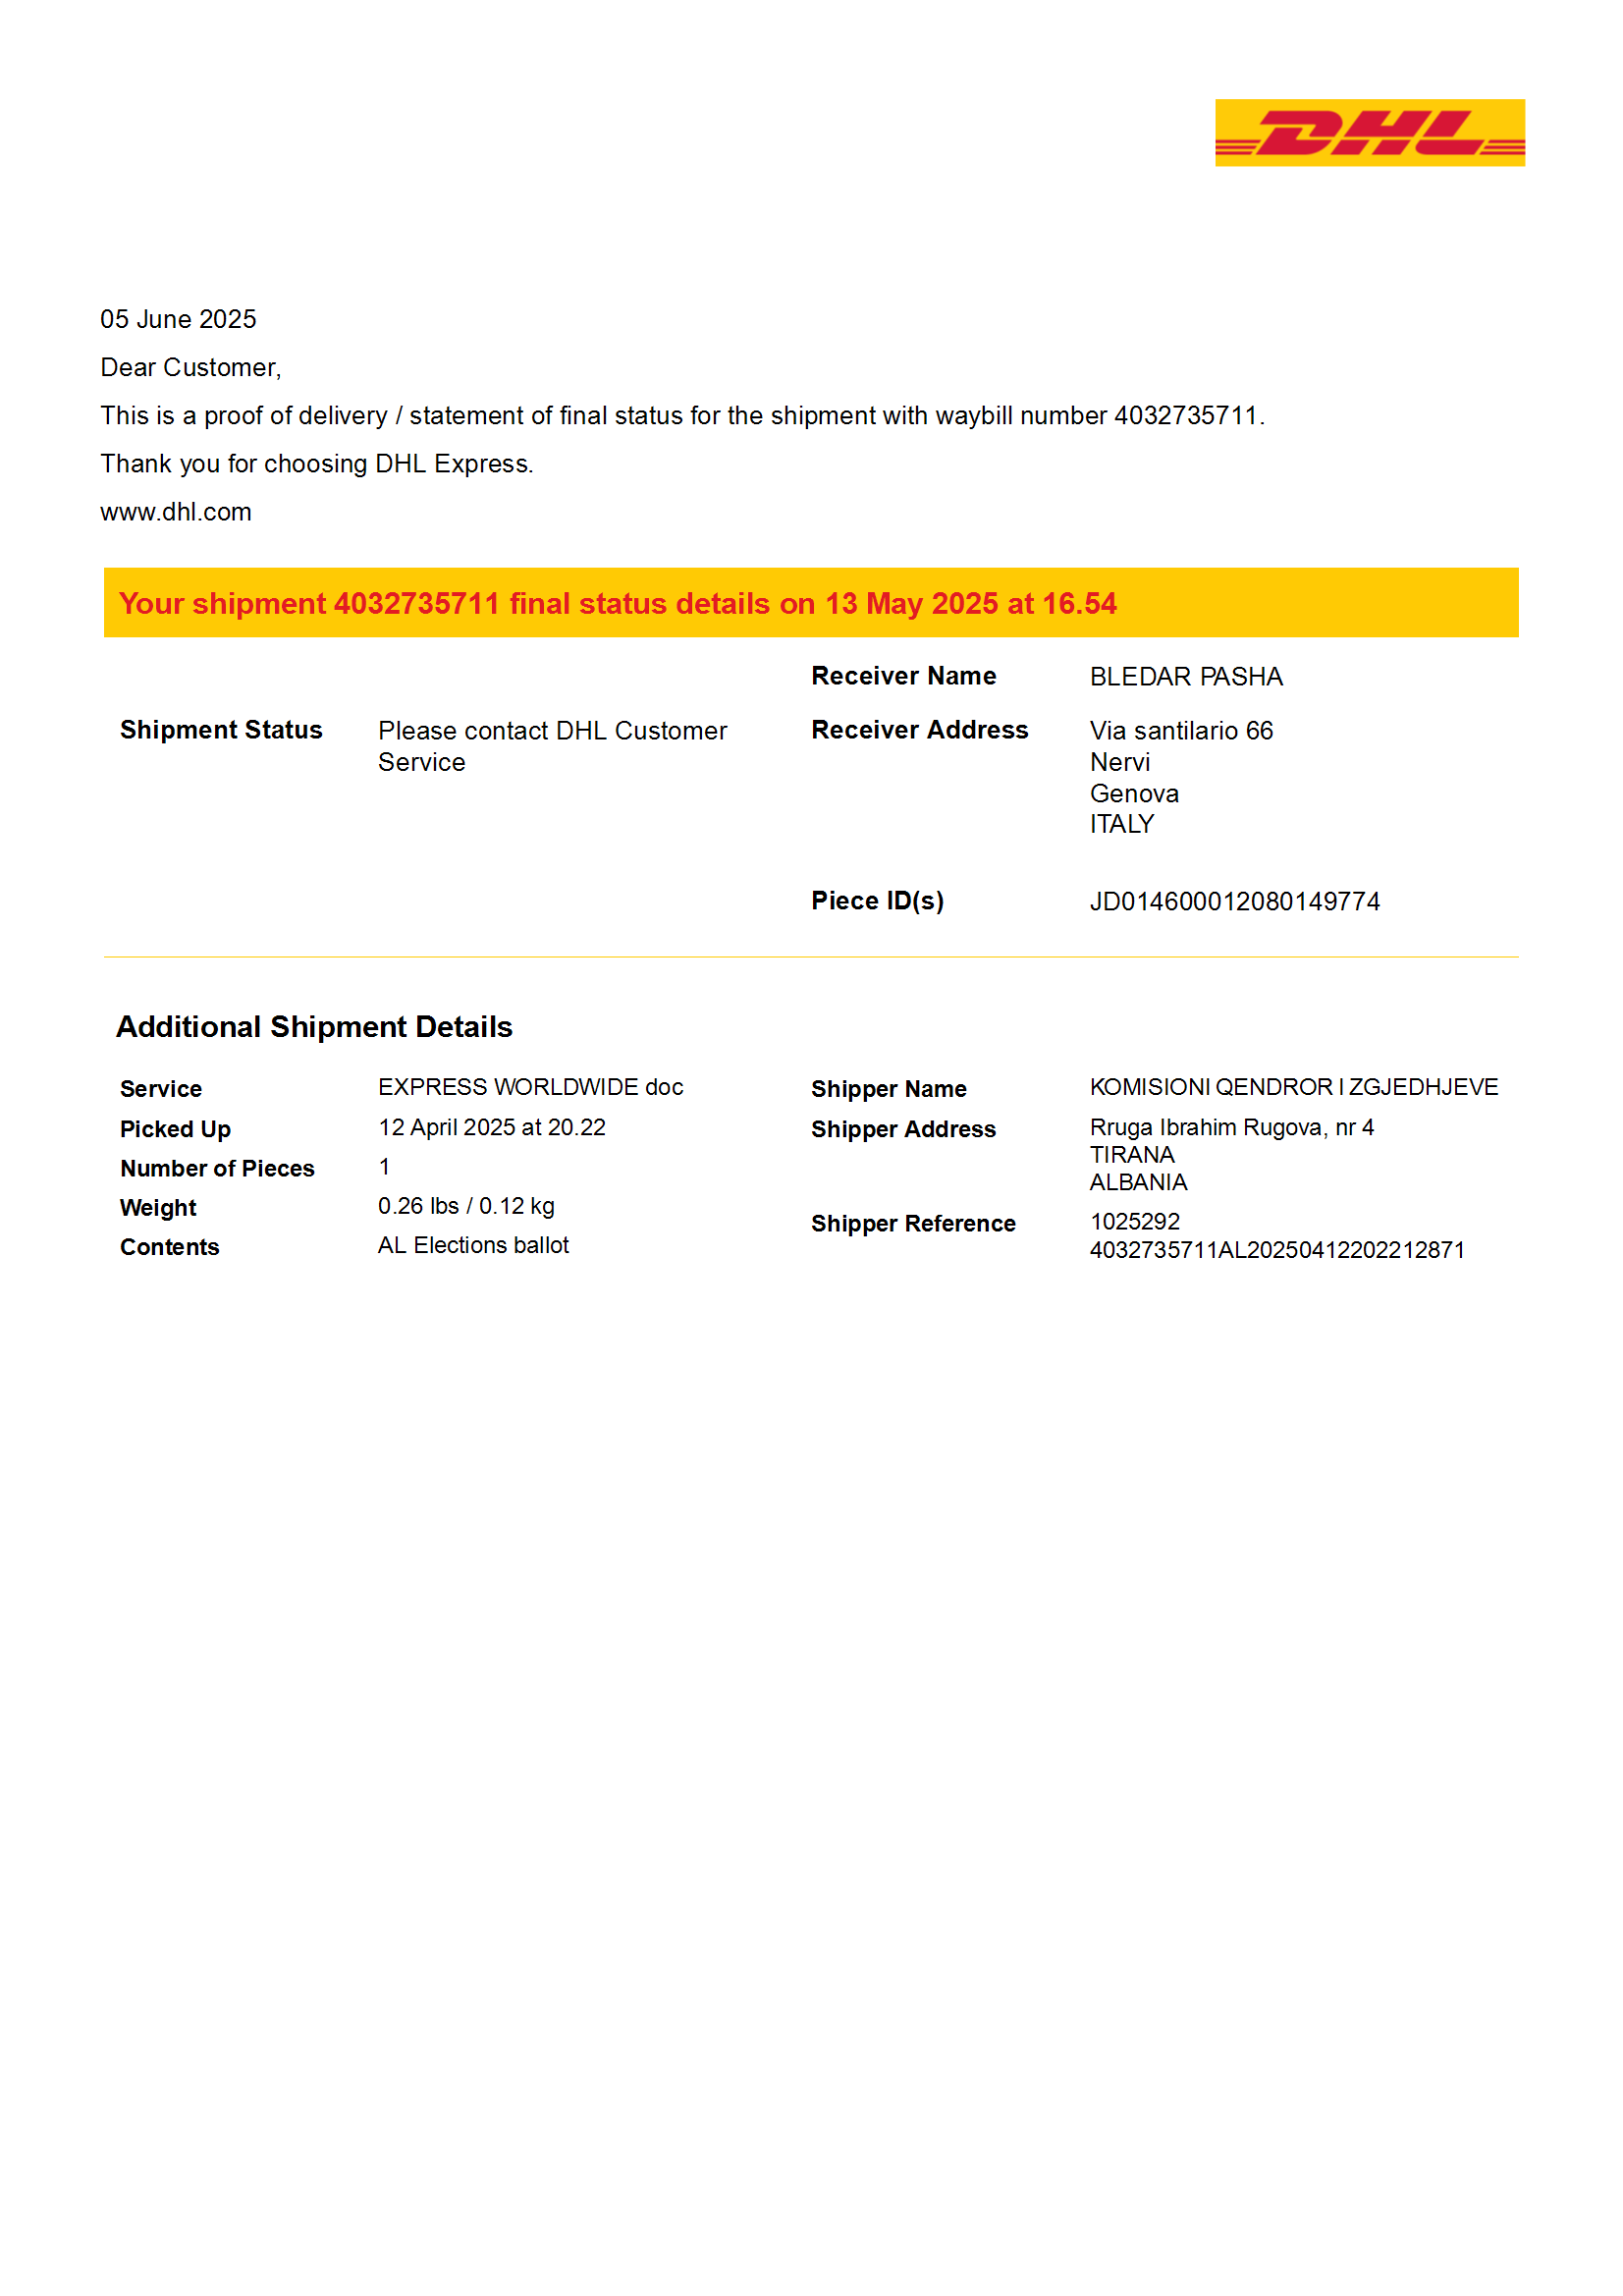 DHL
05 June 2025
Dear Customer,
This is a proof of delivery / statement of final status for the shipment with waybill number 4032735711.
Thank you for choosing DHL Express.
www.dhl.com
Your shipment 4032735711 final status details on 13 May 2025 at 16.54
Receiver Name BLEDAR PASHA
Shipment Status Please contact DHL Customer
Service
Receiver Address Via santilario 66
Nervi
Genova
ITALY
Piece ID(s) JD014600012080149774
Additional Shipment Details
Service EXPRESS WORLDWIDE doc
Picked Up 12 April 2025 at 20.22
Number of Pieces 1
Weight 0.26 lbs / 0.12 kg
Contents AL Elections ballot
Shipper Name KOMISIONI QENDROR I ZGJEDHJEVE
Shipper Address Rruga Ibrahim Rugova, nr 4
TIRANA
ALBANIA
Shipper Reference 1025292
4032735711AL20250412202212871